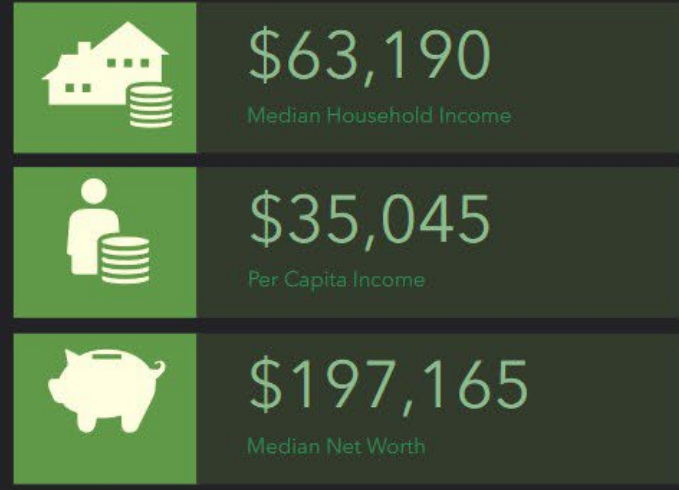 $63,190
Median Household Income
$35,045
Per Capita Income
$197,165
Median Net Worth